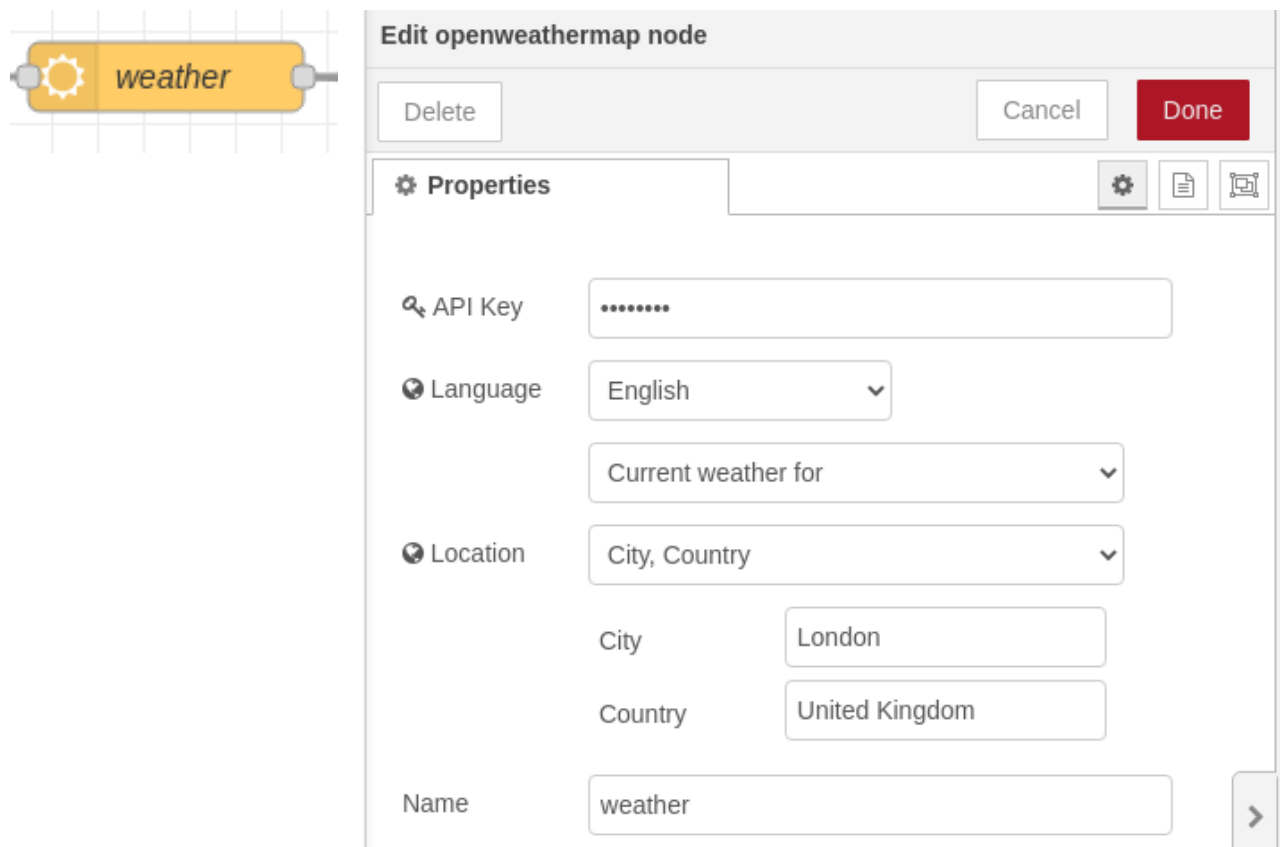 weather
Edit openweathermap node
Delete
Cancel
Done
Properties
API Key
••••••••
Language
English
Current weather for
Location
City, Country
City
London
Country
United Kingdom
Name
weather